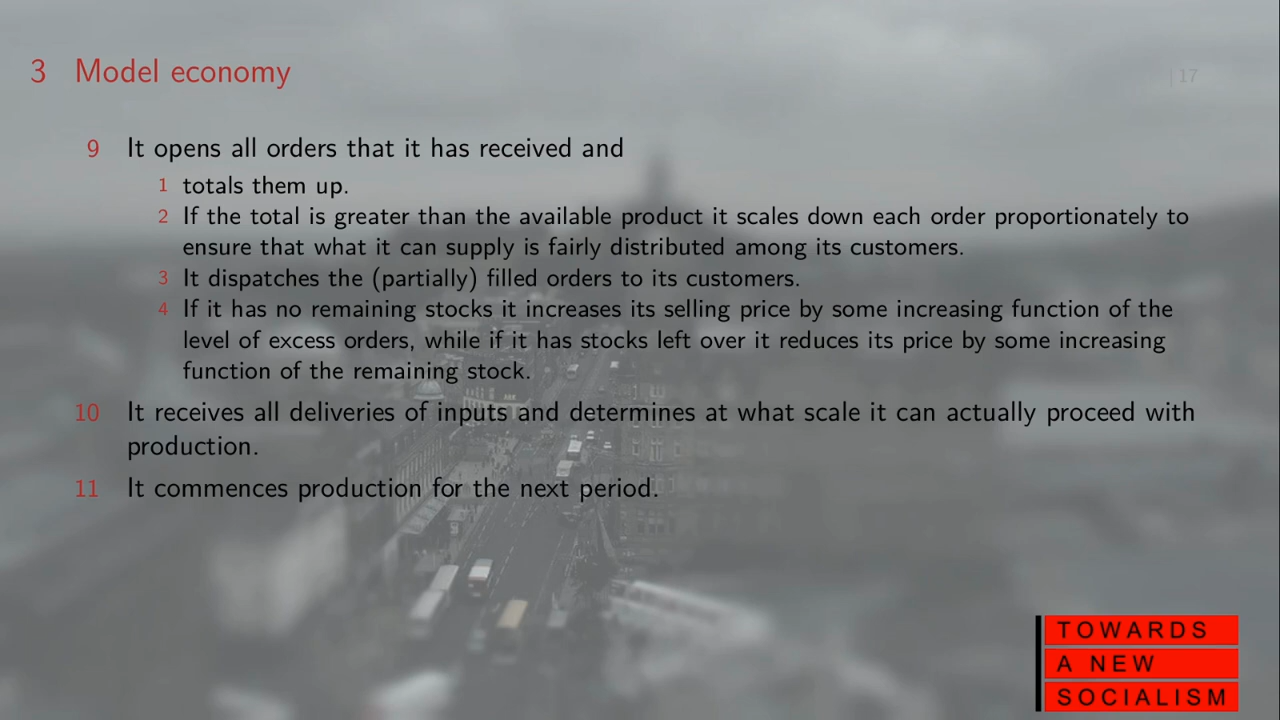 3 Model economy
| 17
9 It opens all orders that it has received and
1 totals them up.
2 If the total is greater than the available product it scales down each order proportionately to
ensure that what it can supply is fairly distributed among its customers.
3 It dispatches the (partially) filled orders to its customers.
4 If it has no remaining stocks it increases its selling price by some increasing function of the
level of excess orders, while if it has stocks left over it reduces its price by some increasing
function of the remaining stock.
10 It receives all deliveries of inputs and determines at what scale it can actually proceed with
production.
11 It commences production for the next period.
TOWARDS
A NEW
SOCIALISM